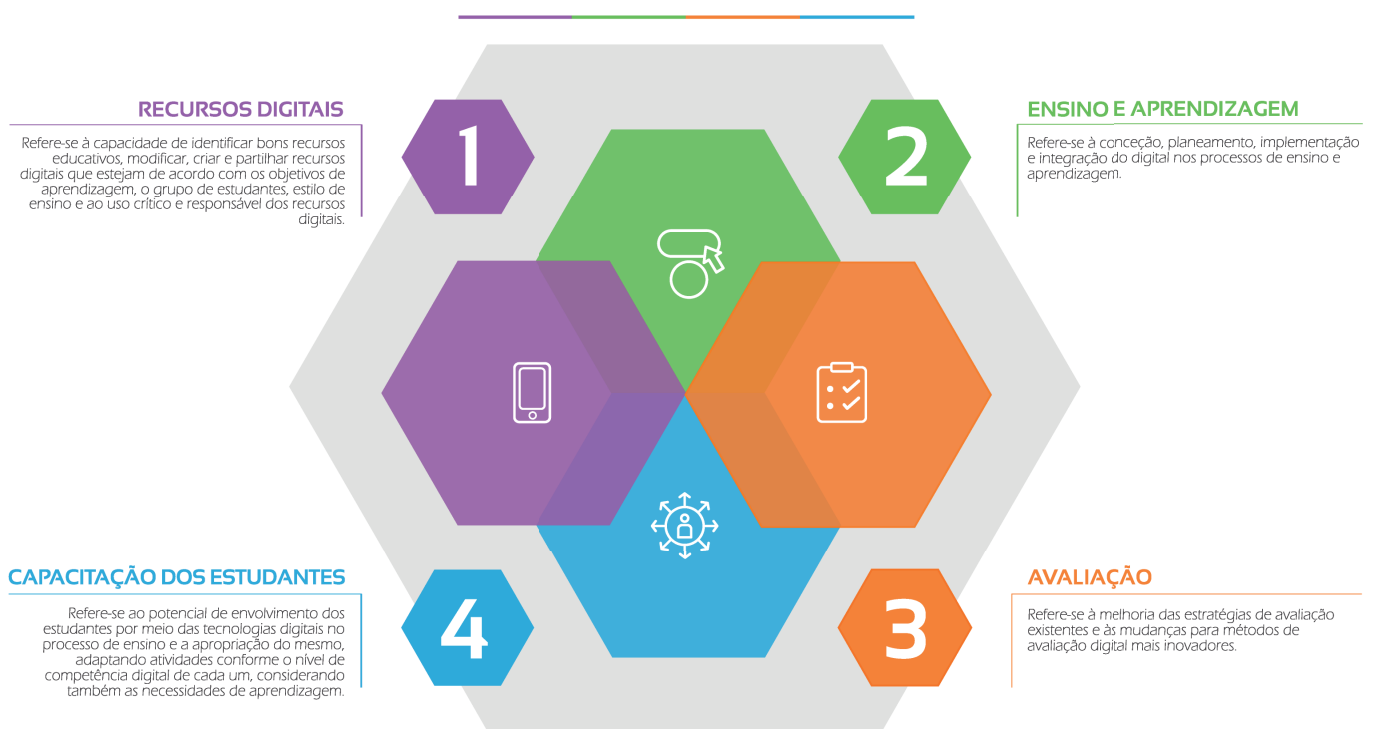 RECURSOS DIGITAIS
Refere-se à capacidade de identificar bons recursos
educativos, modificar, criar e partilhar recursos
digitais que estejam de acordo com os objetivos de
aprendizagem, o grupo de estudantes, estilo de
ensino e ao uso crítico e responsável dos recursos
digitais.
1
2
ENSINO E APRENDIZAGEM
Refere-se à conceção, planeamento, implementação
e integração do digital nos processos de ensino e
aprendizagem.
CAPACITAÇÃO DOS ESTUDANTES
Refere-se ao potencial de envolvimento dos
estudantes por meio das tecnologias digitais no
processo de ensino e a apropriação do mesmo,
adaptando atividades conforme o nível de
competência digital de cada um, considerando
também as necessidades de aprendizagem.
4
3
AVALIAÇÃO
Refere-se à melhoria das estratégias de avaliação
existentes e às mudanças para métodos de
avaliação digital mais inovadores.